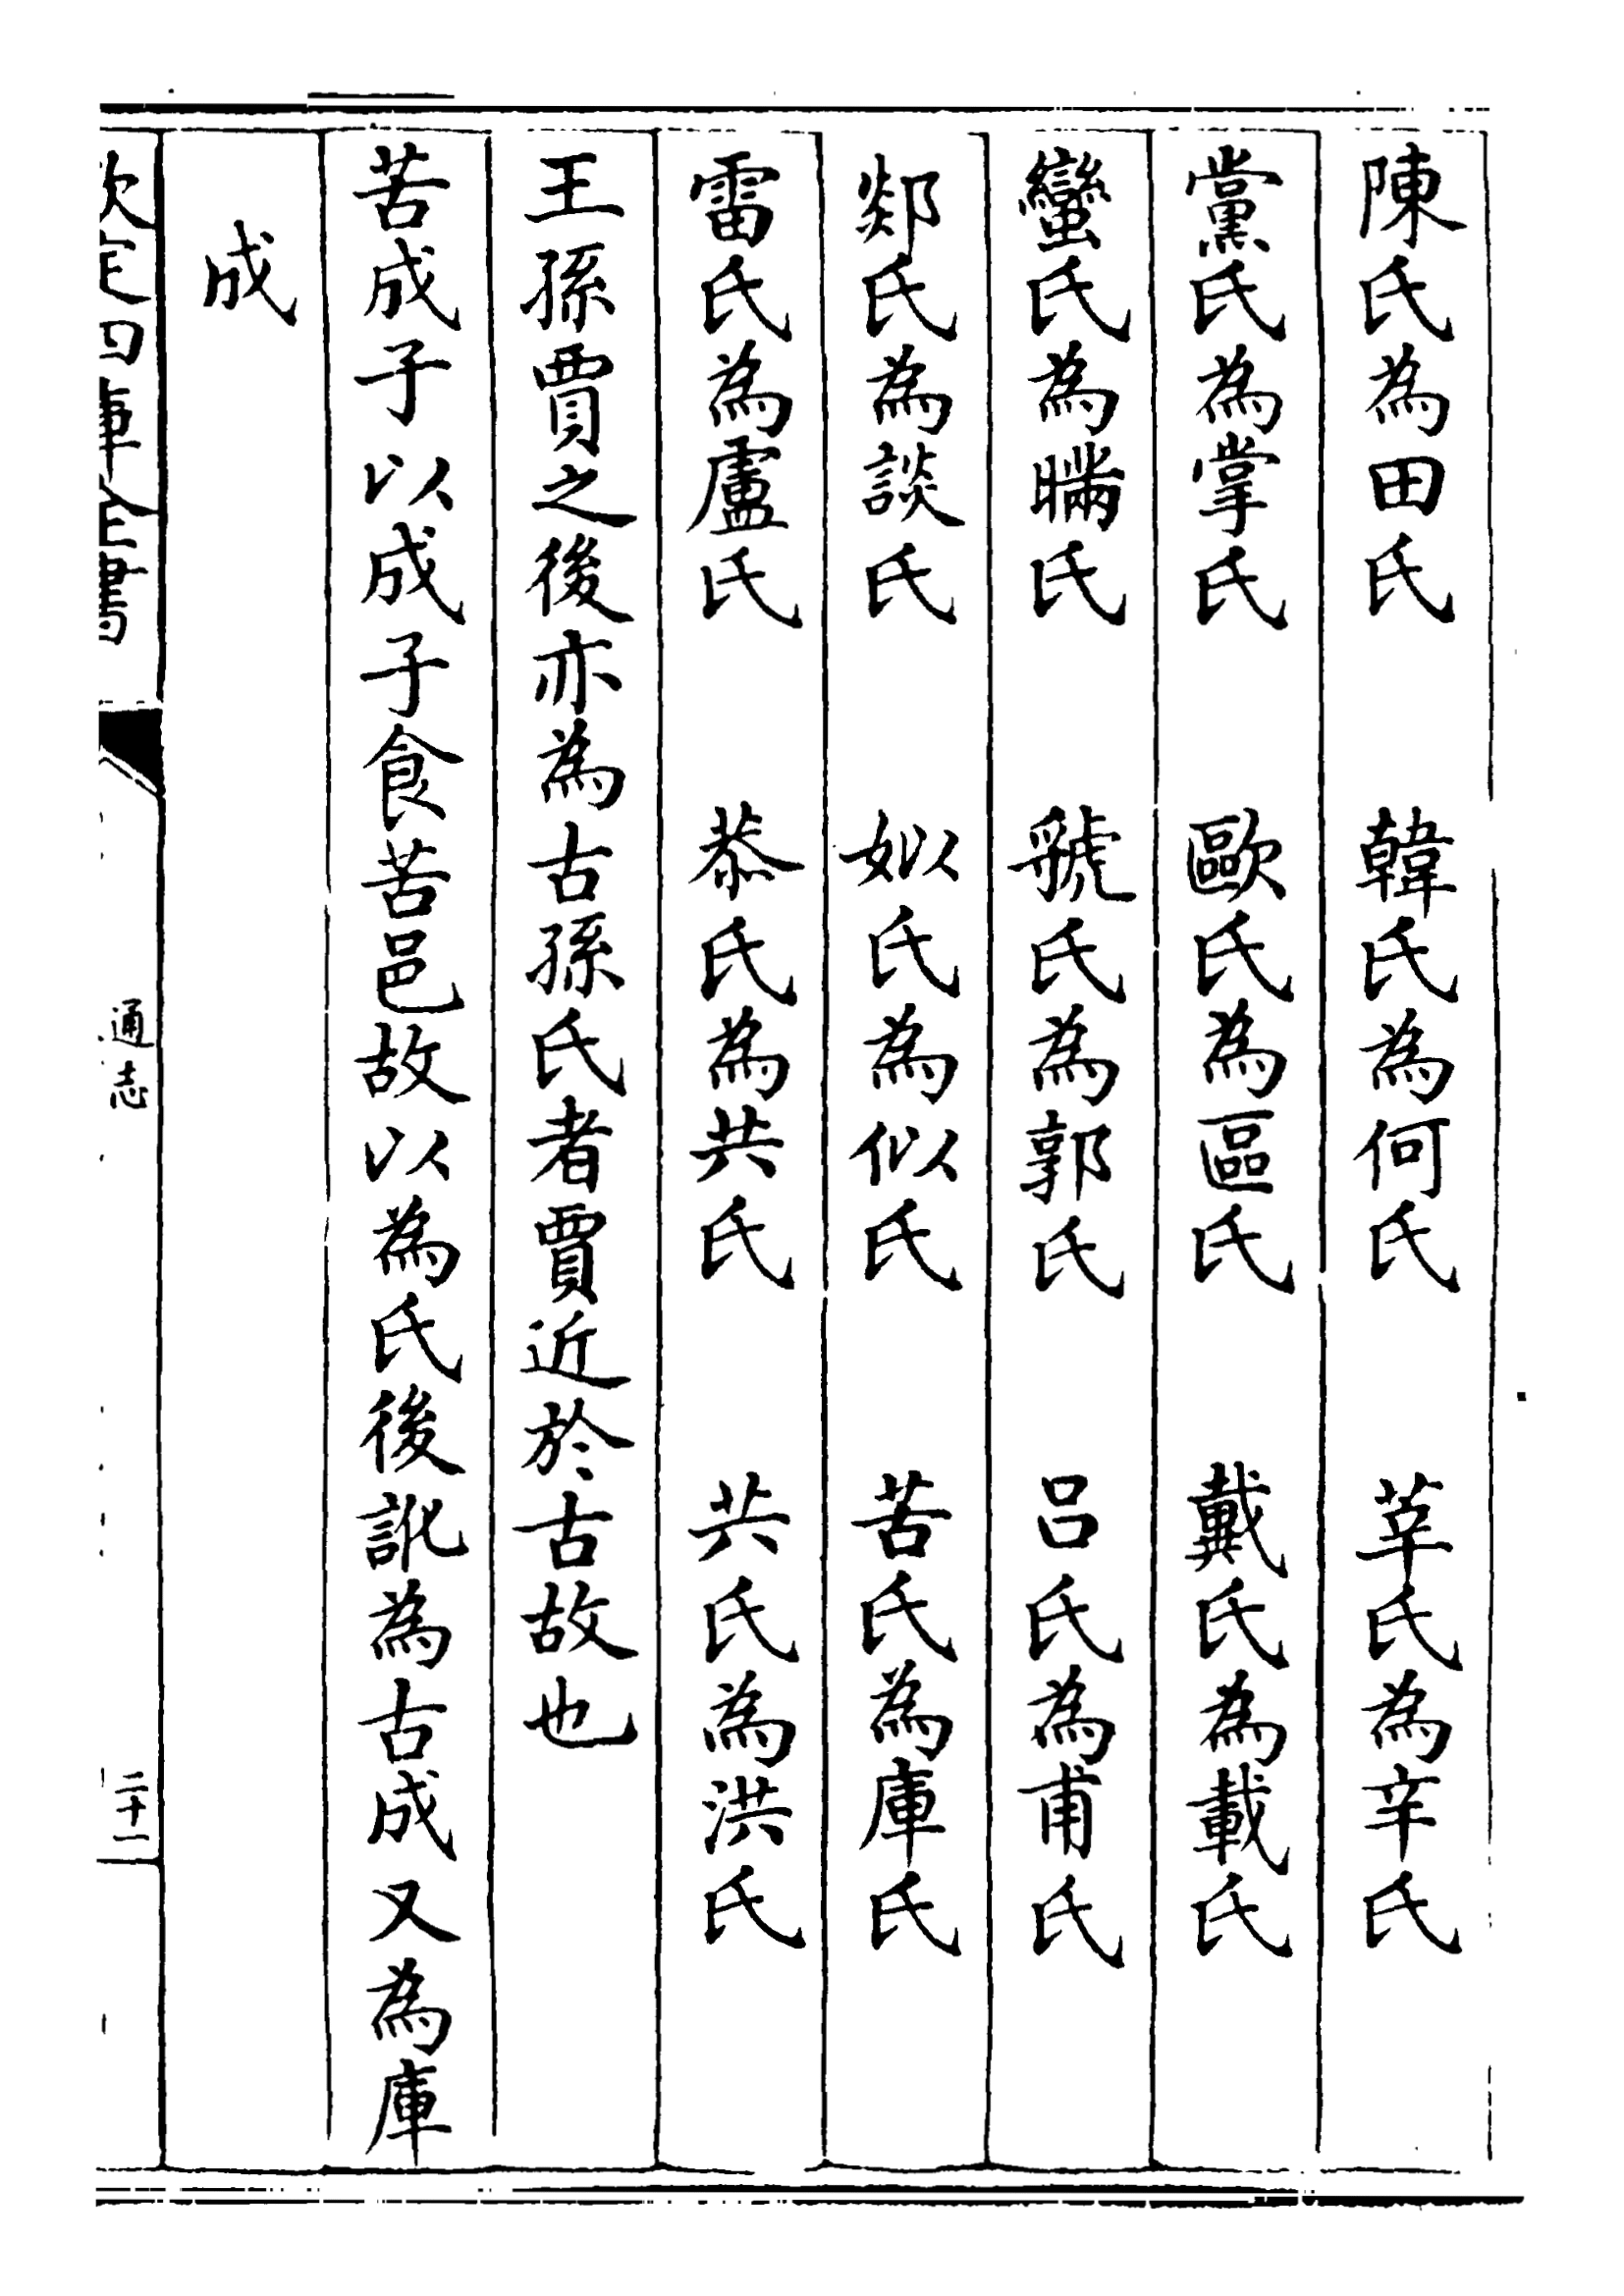 陳氏為田氏　韓氏為何氏　莘氏為辛氏
黨氏為掌氏　歐氏為區氏　戴氏為載氏
蠻氏為㬼氏　虢氏為郭氏　吕氏為甫氏
郯氏為談氏　姒氏為似氏　苦氏為庫氏
雷氏為盧氏　㳟氏為共氏　共氏為洪氏
王孫賈之後亦為古孫氏者賈近於古故也
苦成子以成子食苦邑故以為氏後訛為古成又為庫
成
欽定四庫全書
通志
二十一